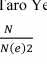 Taro Ye
N
N(e)2